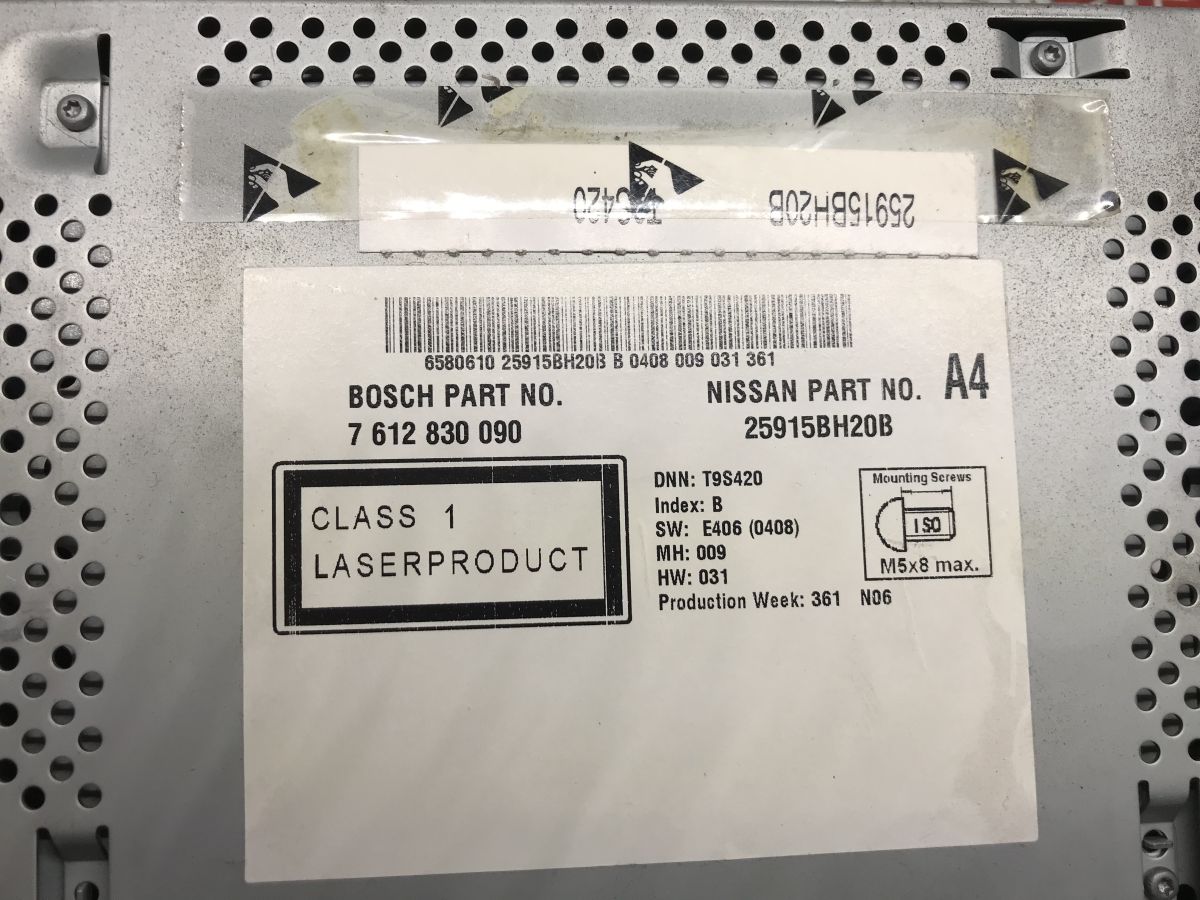 25915BH20B T9S420
6580610 25915BH20B B 0408 009 031 361
BOSCH PART NO.
7 612 830 090
NISSAN PART NO.
25915BH20B
A4
CLASS 1
LASERPRODUCT
DNN: T9S420
Index: B
SW: E406 (0408)
MH: 009
HW: 031
Production Week: 361 N06
Mounting Screws
ISO
M5x8 max.